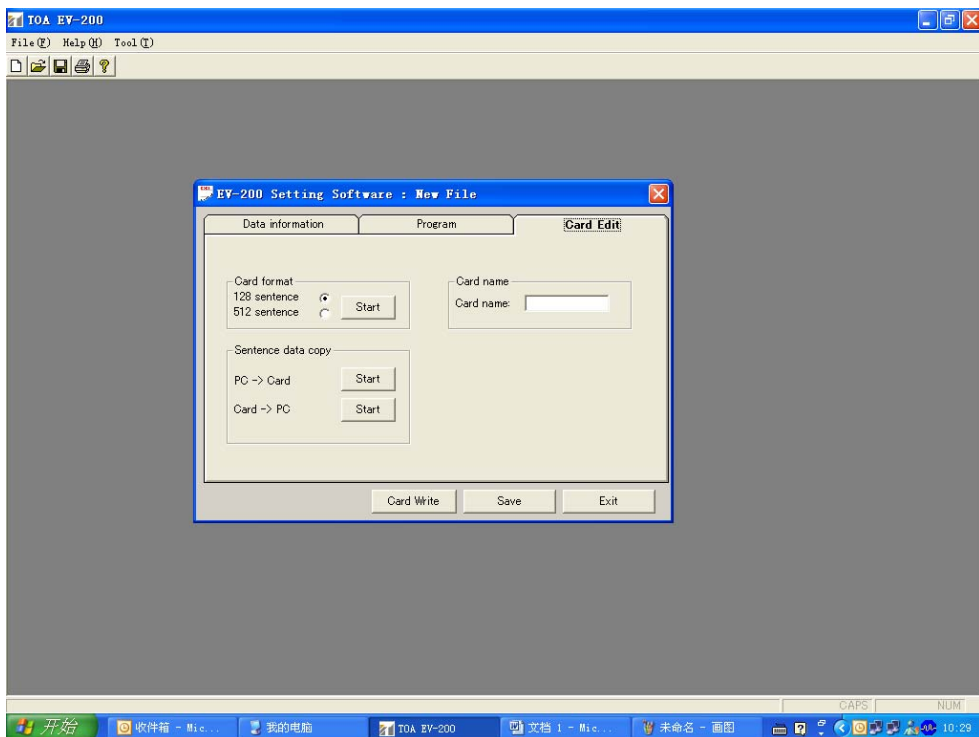 TOA EV-200
File(F) Help(H) Tool(T)
EV-200 Setting Software : New File
Data information Program Card Edit
Card format
128 sentence
512 sentence
Start
Card name
Card name:
Sentence data copy
PC -> Card Start
Card -> PC Start
Card Write Save Exit
CAPS NUM
开始 收件箱 - Mic... 我的电脑 TOA EV-200 文档 1 - Mic... 未命名 - 画图 10:29